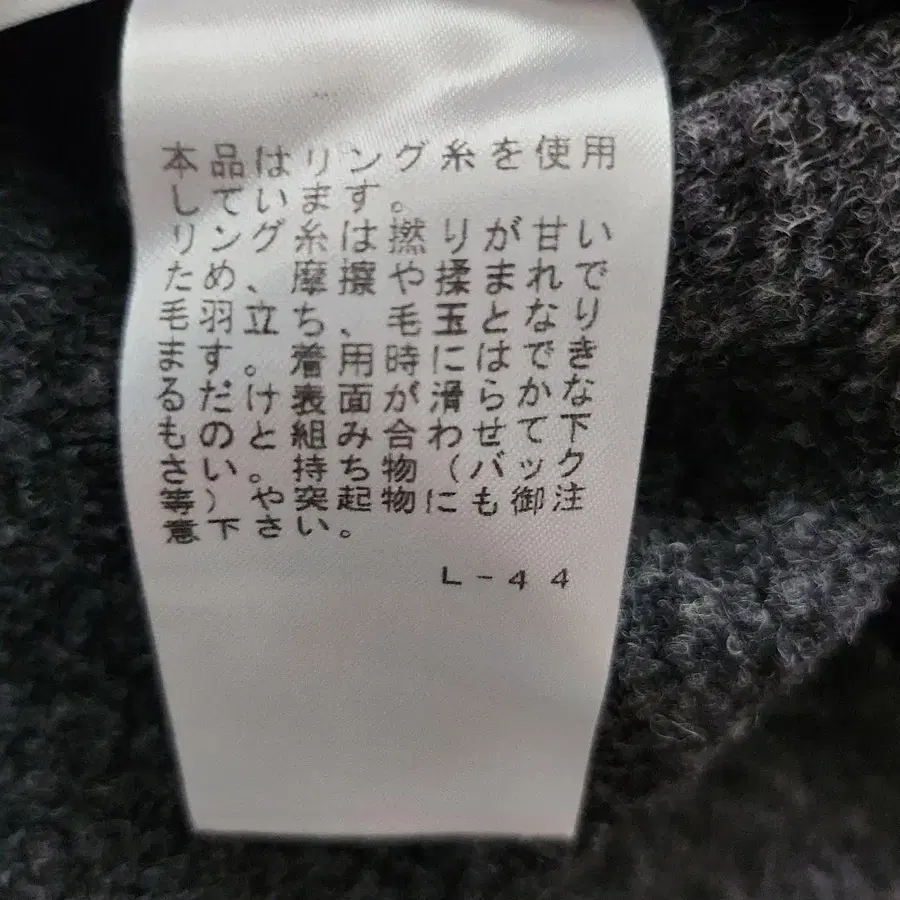 本品はリング糸を使用
しています。
リング糸は撚りが甘い
ため、摩擦や揉まれで
毛羽立ち、毛玉となり
ます。着用時にはでき
るだけ表面が滑らかな
もの と組み合わせて下
さい。持ち物（バック
等）や突起物にも御注
意下さい。
L-44